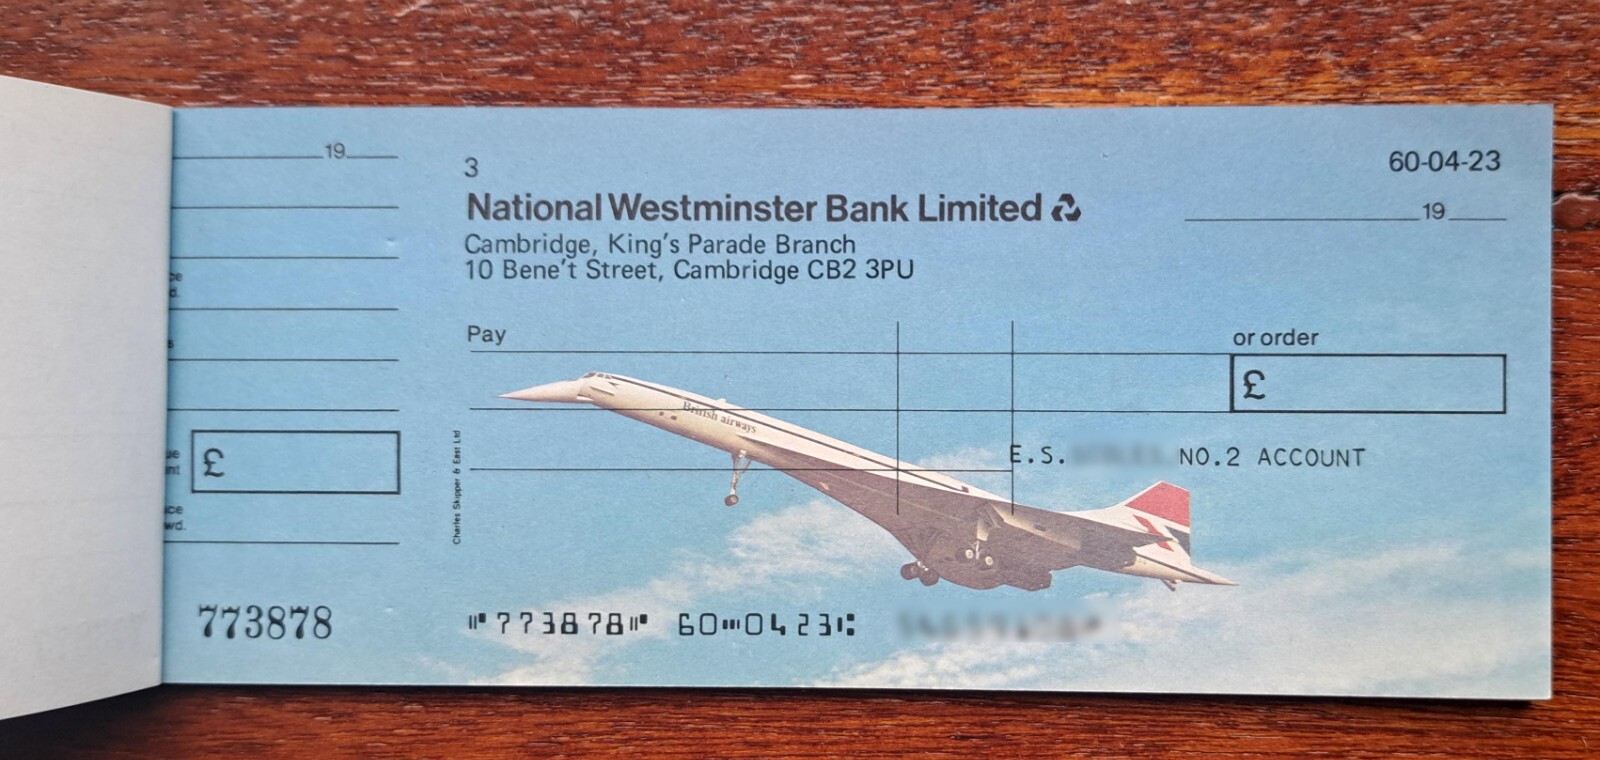 19
£
773878
3
60-04-23
National Westminster Bank Limited
19
Cambridge, King's Parade Branch
10 Bene't Street, Cambridge CB2 3PU
Pay
or order
£
British airways
E.S. NO.2 ACCOUNT
Charles Skipper & East Ltd
⑈773878⑈ 60⑉0423⑆